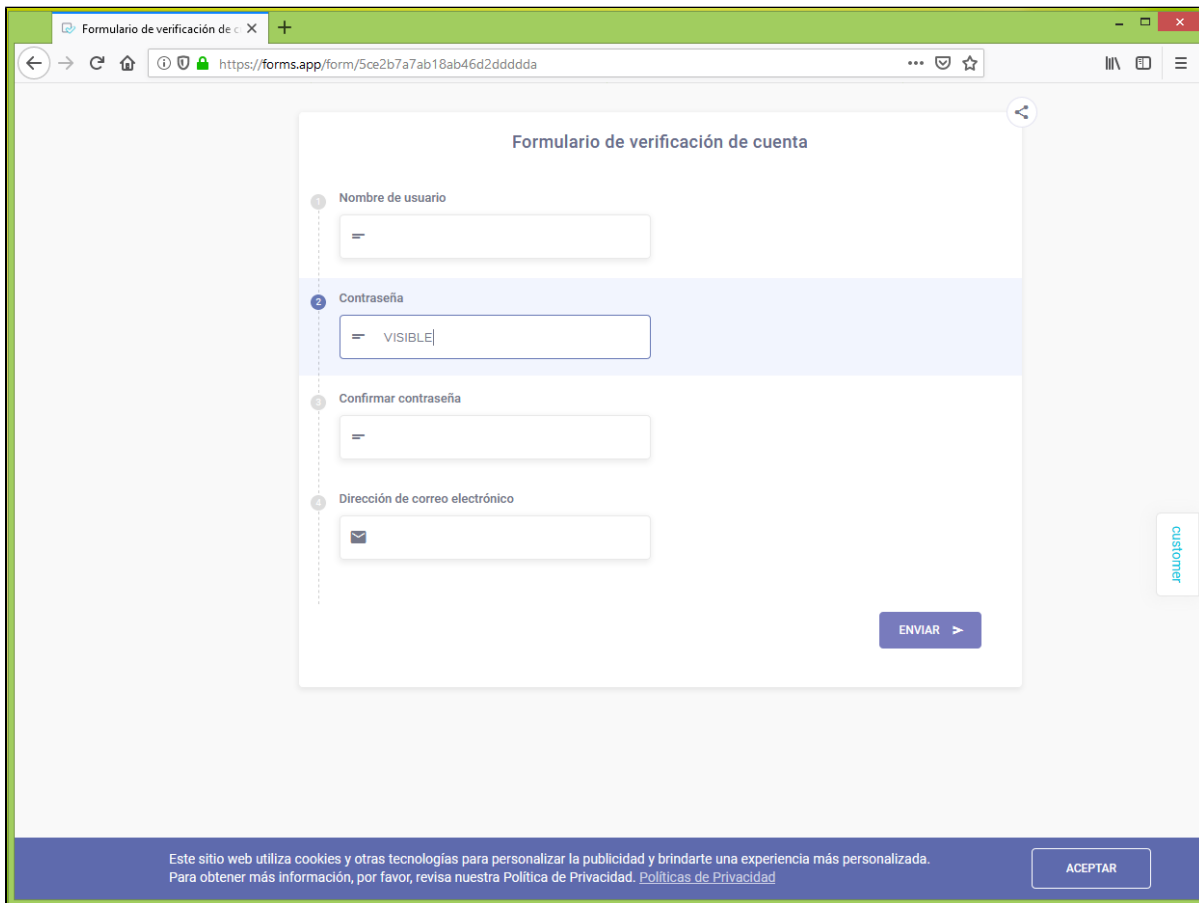 Formulario de verificación de c
https://forms.app/form/5ce2b7a7ab18ab46d2ddddda
Formulario de verificación de cuenta
1
Nombre de usuario
2
Contraseña
VISIBLE
3
Confirmar contraseña
4
Dirección de correo electrónico
customer
ENVIAR
Este sitio web utiliza cookies y otras tecnologías para personalizar la publicidad y brindarte una experiencia más personalizada.
Para obtener más información, por favor, revisa nuestra Política de Privacidad. Políticas de Privacidad
ACEPTAR